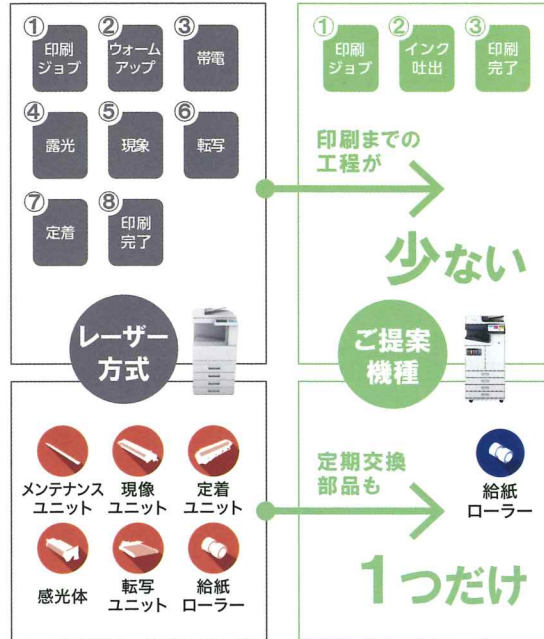 ①
印刷
ジョブ
②
ウォーム
アップ
③
帯電
④
露光
⑤
現象
⑥
転写
⑦
定着
⑧
印刷
完了
レーザー
方式
メンテナンス
ユニット
現像
ユニット
定着
ユニット
感光体
転写
ユニット
給紙
ローラー
①
印刷
ジョブ
②
インク
吐出
③
印刷
完了
印刷までの
工程が
少ない
ご提案
機種
定期交換
部品も
給紙
ローラー
1つだけ